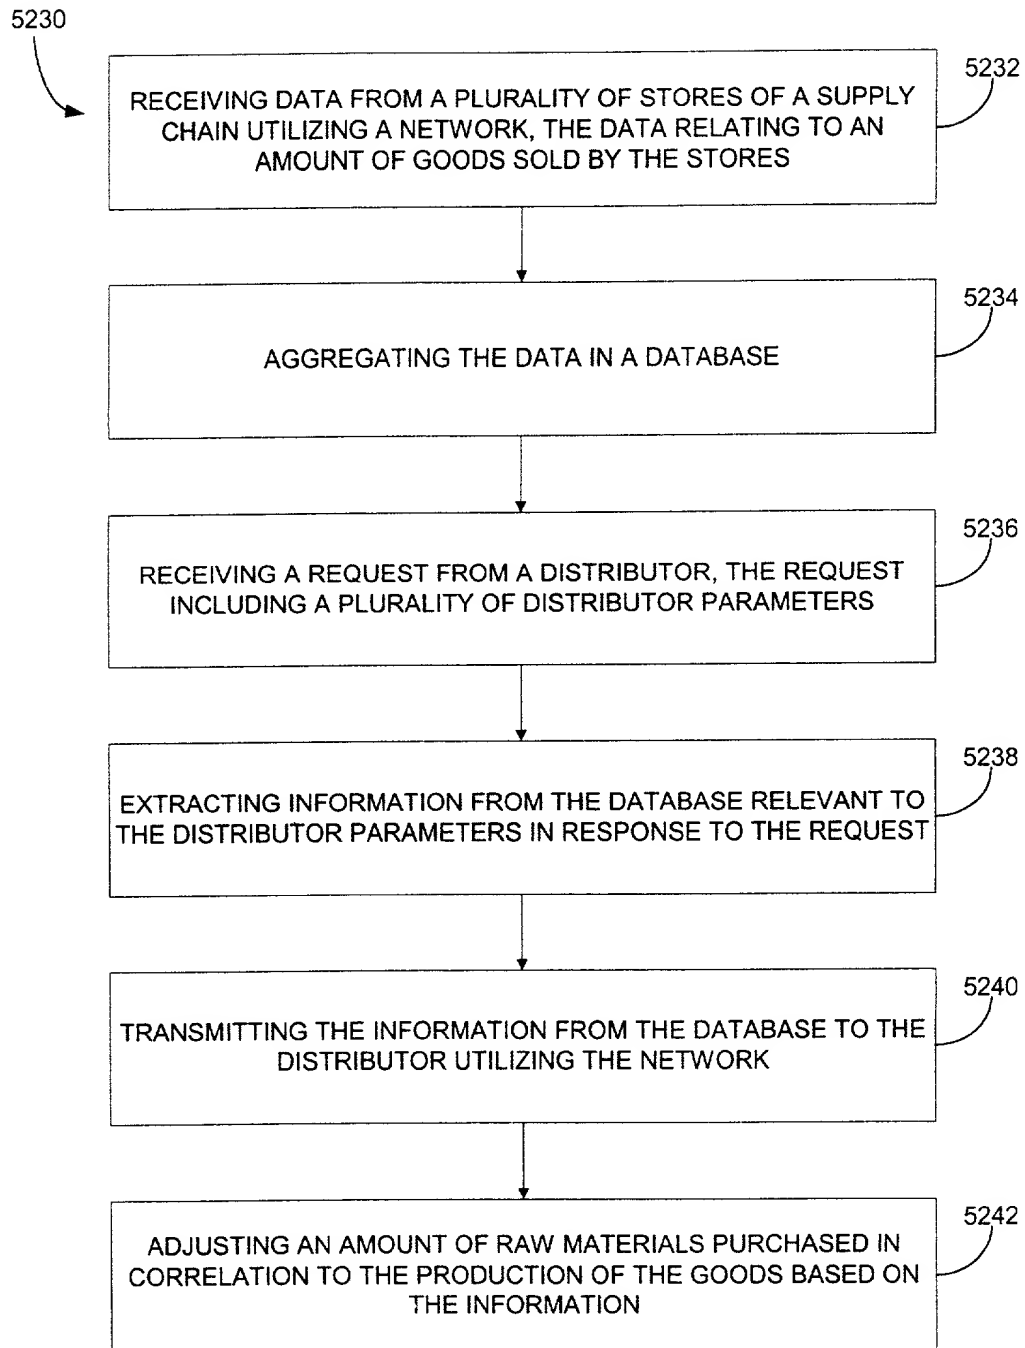 5230
5232
RECEIVING DATA FROM A PLURALITY OF STORES OF A SUPPLY
CHAIN UTILIZING A NETWORK, THE DATA RELATING TO AN
AMOUNT OF GOODS SOLD BY THE STORES
5234
AGGREGATING THE DATA IN A DATABASE
5236
RECEIVING A REQUEST FROM A DISTRIBUTOR, THE REQUEST
INCLUDING A PLURALITY OF DISTRIBUTOR PARAMETERS
5238
EXTRACTING INFORMATION FROM THE DATABASE RELEVANT TO
THE DISTRIBUTOR PARAMETERS IN RESPONSE TO THE REQUEST
5240
TRANSMITTING THE INFORMATION FROM THE DATABASE TO THE
DISTRIBUTOR UTILIZING THE NETWORK
5242
ADJUSTING AN AMOUNT OF RAW MATERIALS PURCHASED IN
CORRELATION TO THE PRODUCTION OF THE GOODS BASED ON
THE INFORMATION